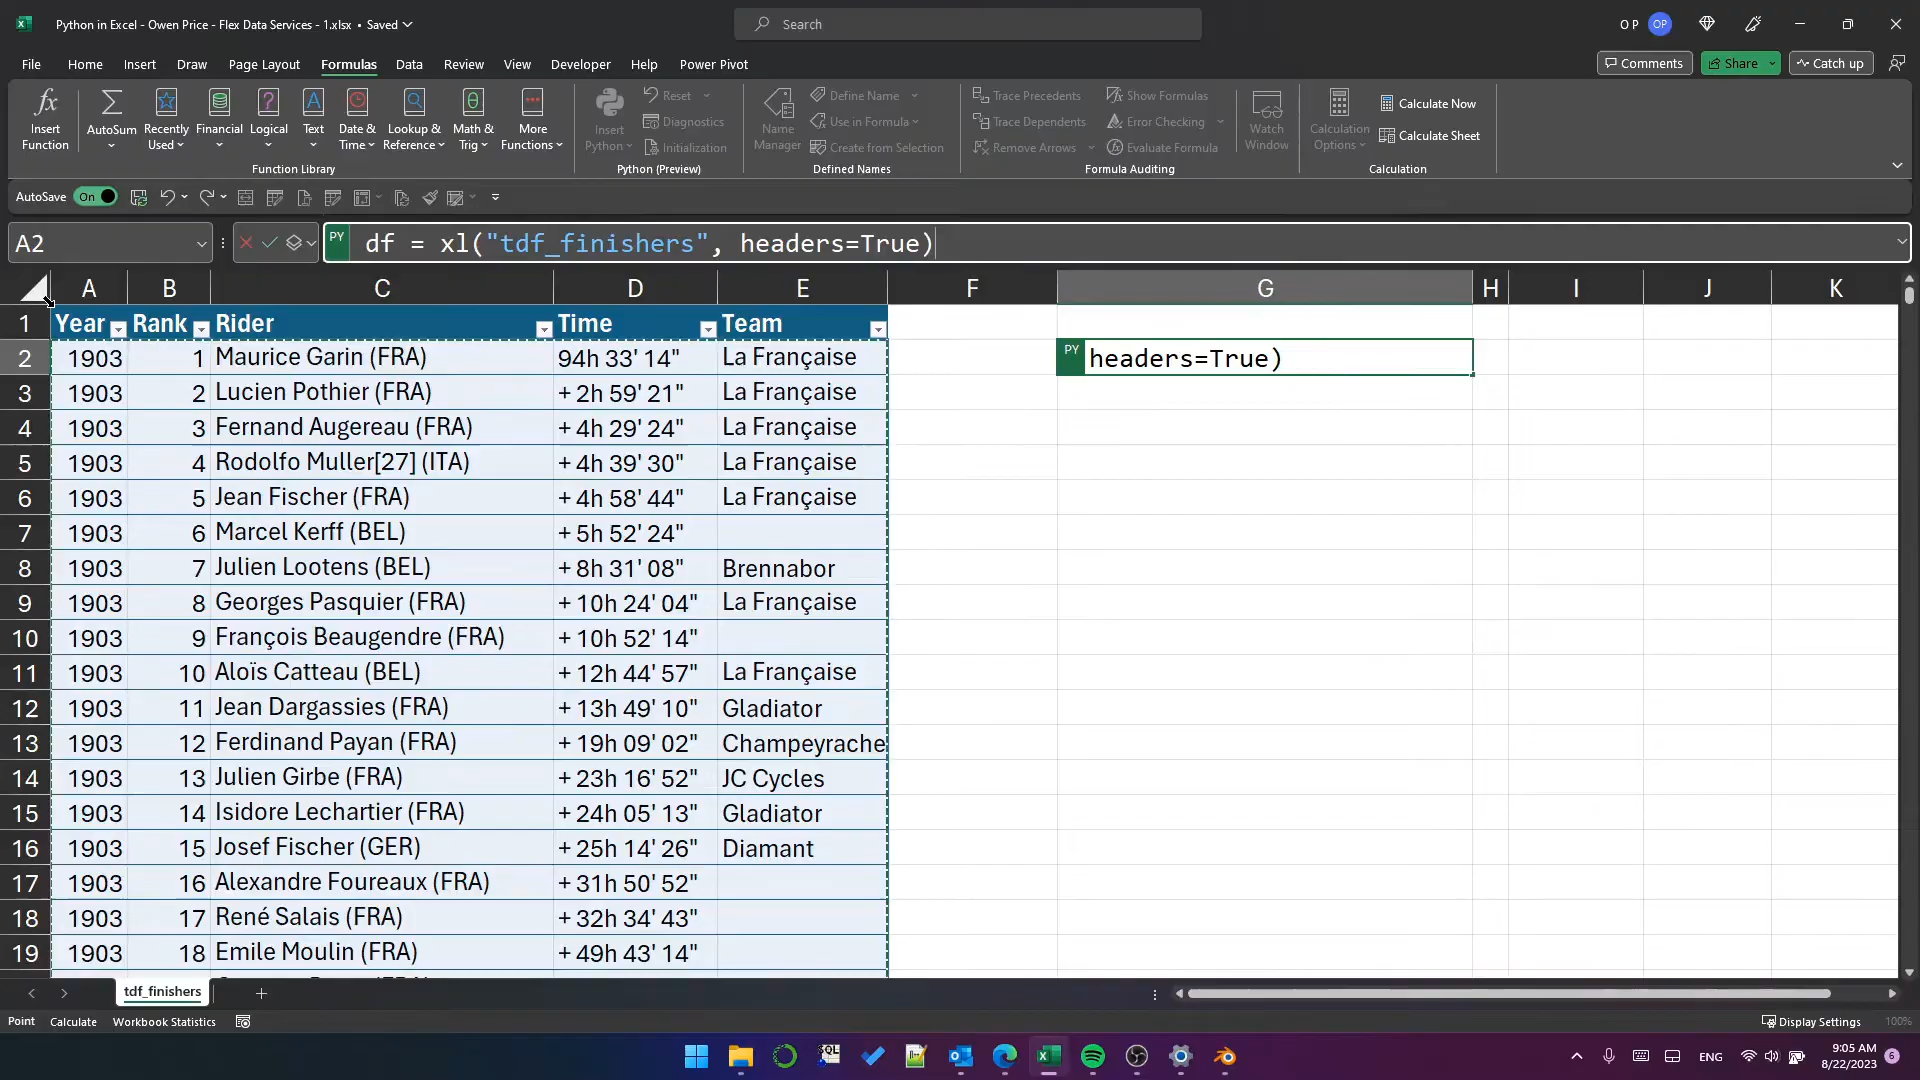 Python in Excel - Owen Price - Flex Data Services - 1.xlsx • Saved
Search
O P
OP
File Home Insert Draw Page Layout Formulas Data Review View Developer Help Power Pivot
Comments
Share
Catch up
fx
Insert Function
AutoSum
Recently Used
Financial
Logical
Text
Date & Time
Lookup & Reference
Math & Trig
More Functions
Function Library
Insert Python
Reset
Diagnostics
Initialization
Python (Preview)
Name Manager
Define Name
Use in Formula
Create from Selection
Defined Names
Trace Precedents
Trace Dependents
Remove Arrows
Show Formulas
Error Checking
Evaluate Formula
Watch Window
Formula Auditing
Calculation Options
Calculate Now
Calculate Sheet
Calculation
AutoSave On
A2
PY df = xl("tdf_finishers", headers=True)
A B C D E F G H I J K
1 Year Rank Rider Time Team
2 1903 1 Maurice Garin (FRA) 94h 33' 14" La Française PY headers=True)
3 1903 2 Lucien Pothier (FRA) + 2h 59' 21" La Française
4 1903 3 Fernand Augereau (FRA) + 4h 29' 24" La Française
5 1903 4 Rodolfo Muller[27] (ITA) + 4h 39' 30" La Française
6 1903 5 Jean Fischer (FRA) + 4h 58' 44" La Française
7 1903 6 Marcel Kerff (BEL) + 5h 52' 24"
8 1903 7 Julien Lootens (BEL) + 8h 31' 08" Brennabor
9 1903 8 Georges Pasquier (FRA) + 10h 24' 04" La Française
10 1903 9 François Beaugendre (FRA) + 10h 52' 14"
11 1903 10 Aloïs Catteau (BEL) + 12h 44' 57" La Française
12 1903 11 Jean Dargassies (FRA) + 13h 49' 10" Gladiator
13 1903 12 Ferdinand Payan (FRA) + 19h 09' 02" Champeyrache
14 1903 13 Julien Girbe (FRA) + 23h 16' 52" JC Cycles
15 1903 14 Isidore Lechartier (FRA) + 24h 05' 13" Gladiator
16 1903 15 Josef Fischer (GER) + 25h 14' 26" Diamant
17 1903 16 Alexandre Foureaux (FRA) + 31h 50' 52"
18 1903 17 René Salais (FRA) + 32h 34' 43"
19 1903 18 Emile Moulin (FRA) + 49h 43' 14"
tdf_finishers
Point Calculate Workbook Statistics
Display Settings
100%
SQL
ENG
9:05 AM
8/22/2023
6